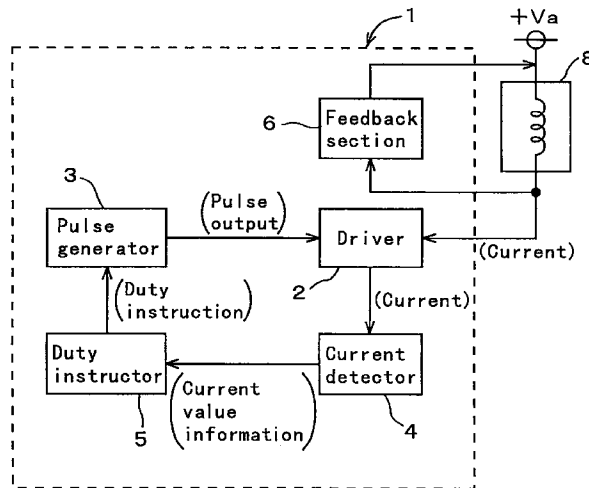 1
+Va
8
6
Feedback
section
3
(Pulse
output)
Pulse
generator
Driver
2
(Current)
(Current)
(Duty
instruction)
Duty
instructor
5
(Current
value
information)
Current
detector
4